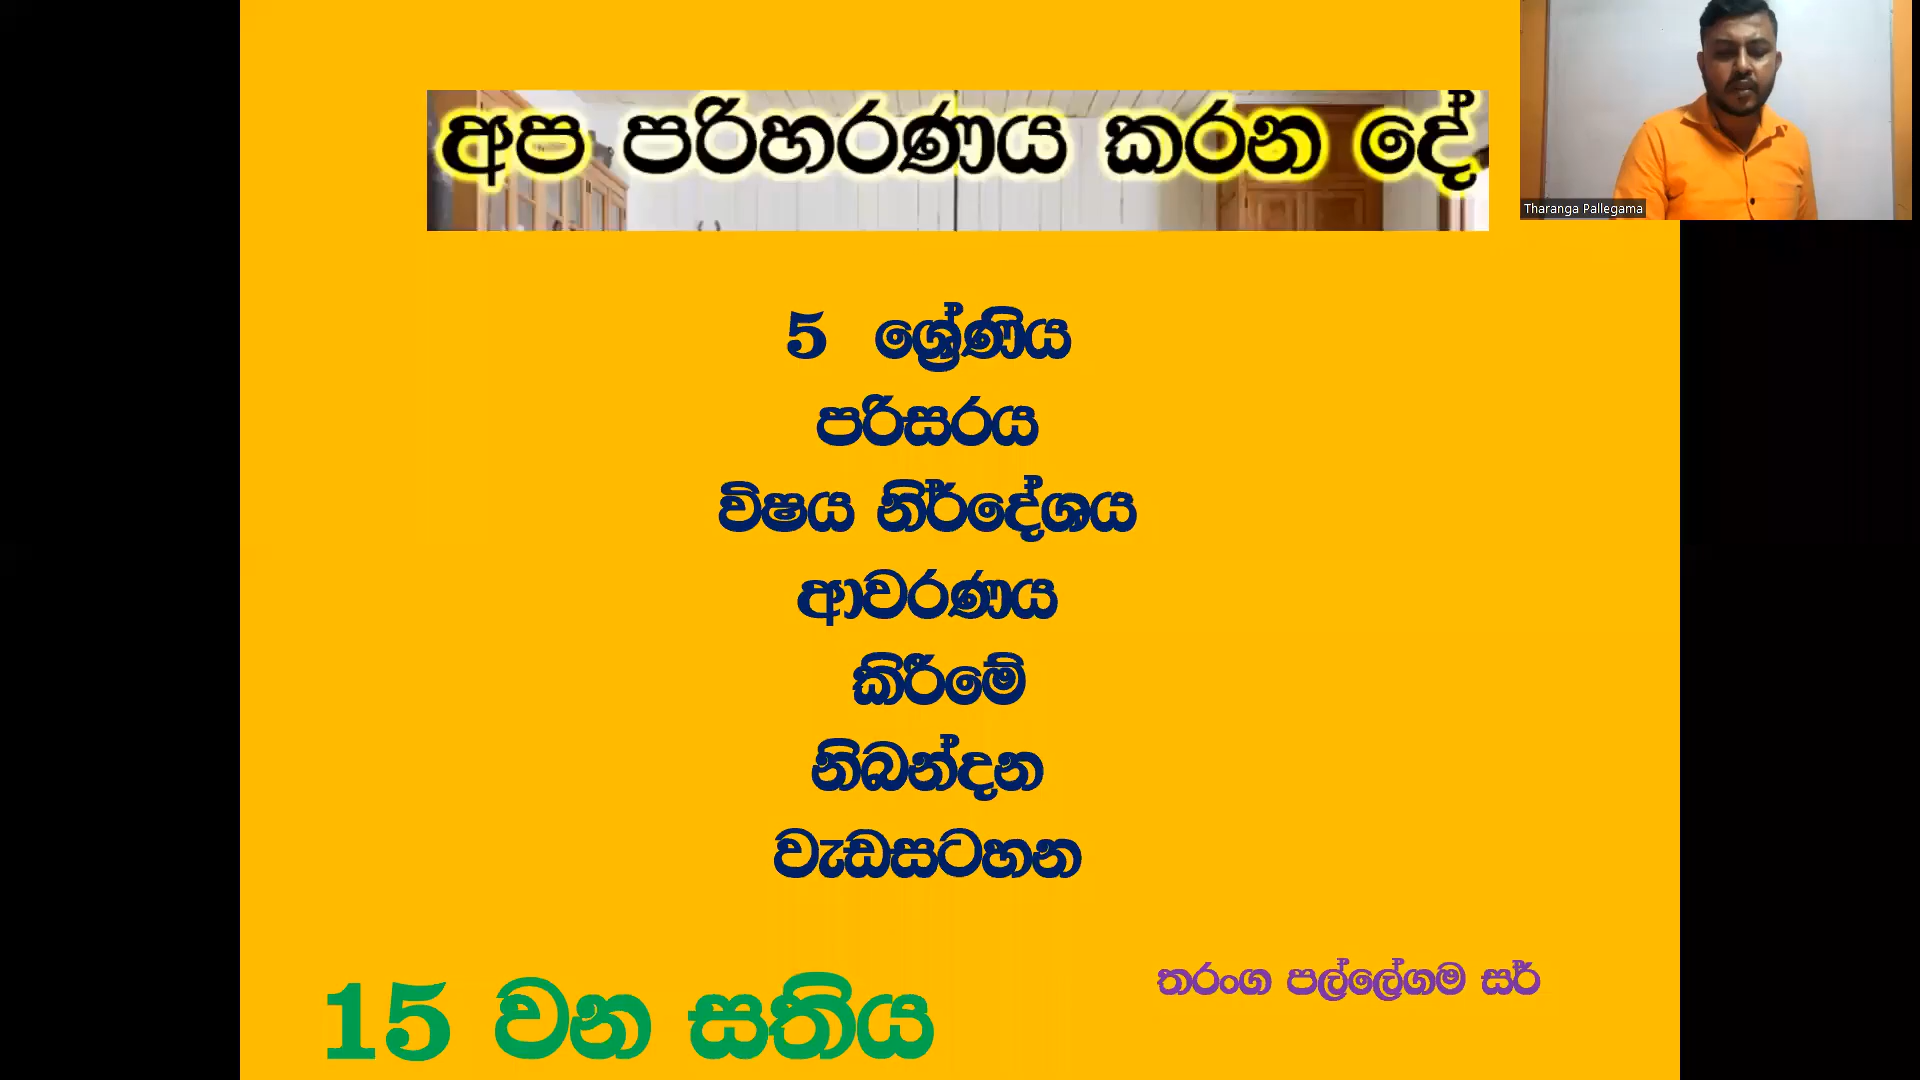 අප පරිහරණය කරන දේ
Tharanga Pallegama
5 ශ්‍රේණිය
පරිසරය
විෂය නිර්දේශය
ආවරණය
කිරීමේ
නිබන්දන
වැඩසටහන
තරංග පල්ලේගම සර්
15 වන සතිය